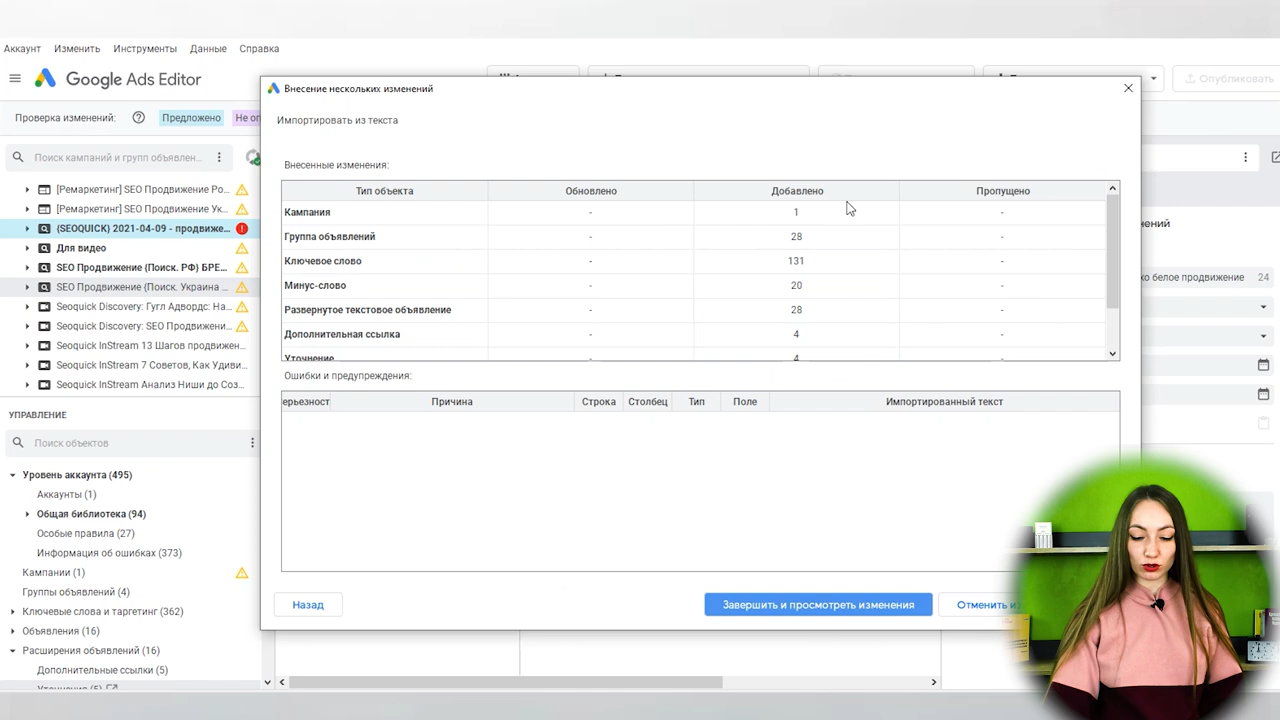 Аккаунт Изменить Инструменты Данные Справка
Google Ads Editor
Опубликовать
Проверка изменений: Предложено
Поиск кампаний и групп объявлен...
[Ремаркетинг] SEO Продвижение Ро...
[Ремаркетинг] SEO Продвижение Ук...
{SEOQUICK} 2021-04-09 - продвиже...
Для видео
SEO Продвижение (Поиск. РФ) БРЕ...
SEO Продвижение (Поиск. Украина ...
Seoquick Discovery: Гугл Адвордс: На...
Seoquick Discovery: SEO Продвижени...
Seoquick InStream 13 Шагов продвижен...
Seoquick InStream 7 Советов, Как Удиви...
Seoquick InStream Анализ Ниши до Соз...
УПРАВЛЕНИЕ
Поиск объектов
Уровень аккаунта (495)
Аккаунты (1)
Общая библиотека (94)
Особые правила (27)
Информация об ошибках (373)
Кампании (1)
Группы объявлений (4)
Ключевые слова и таргетинг (362)
Объявления (16)
Расширения объявлений (16)
Дополнительные ссылки (5)
Уточнения (5)
Внесение нескольких изменений
Импортировать из текста
Внесенные изменения:
Тип объекта Обновлено Добавлено Пропущено
Кампания - 1 -
Группа объявлений - 28 -
Ключевое слово - 131 -
Минус-слово - 20 -
Развернутое текстовое объявление - 28 -
Дополнительная ссылка - 4 -
Уточнение - 4 -
Ошибки и предупреждения:
ерьезност Причина Строка Столбец Тип Поле Импортированный текст
Назад Завершить и просмотреть изменения Отменить из
ений
ко белое продвижение 24